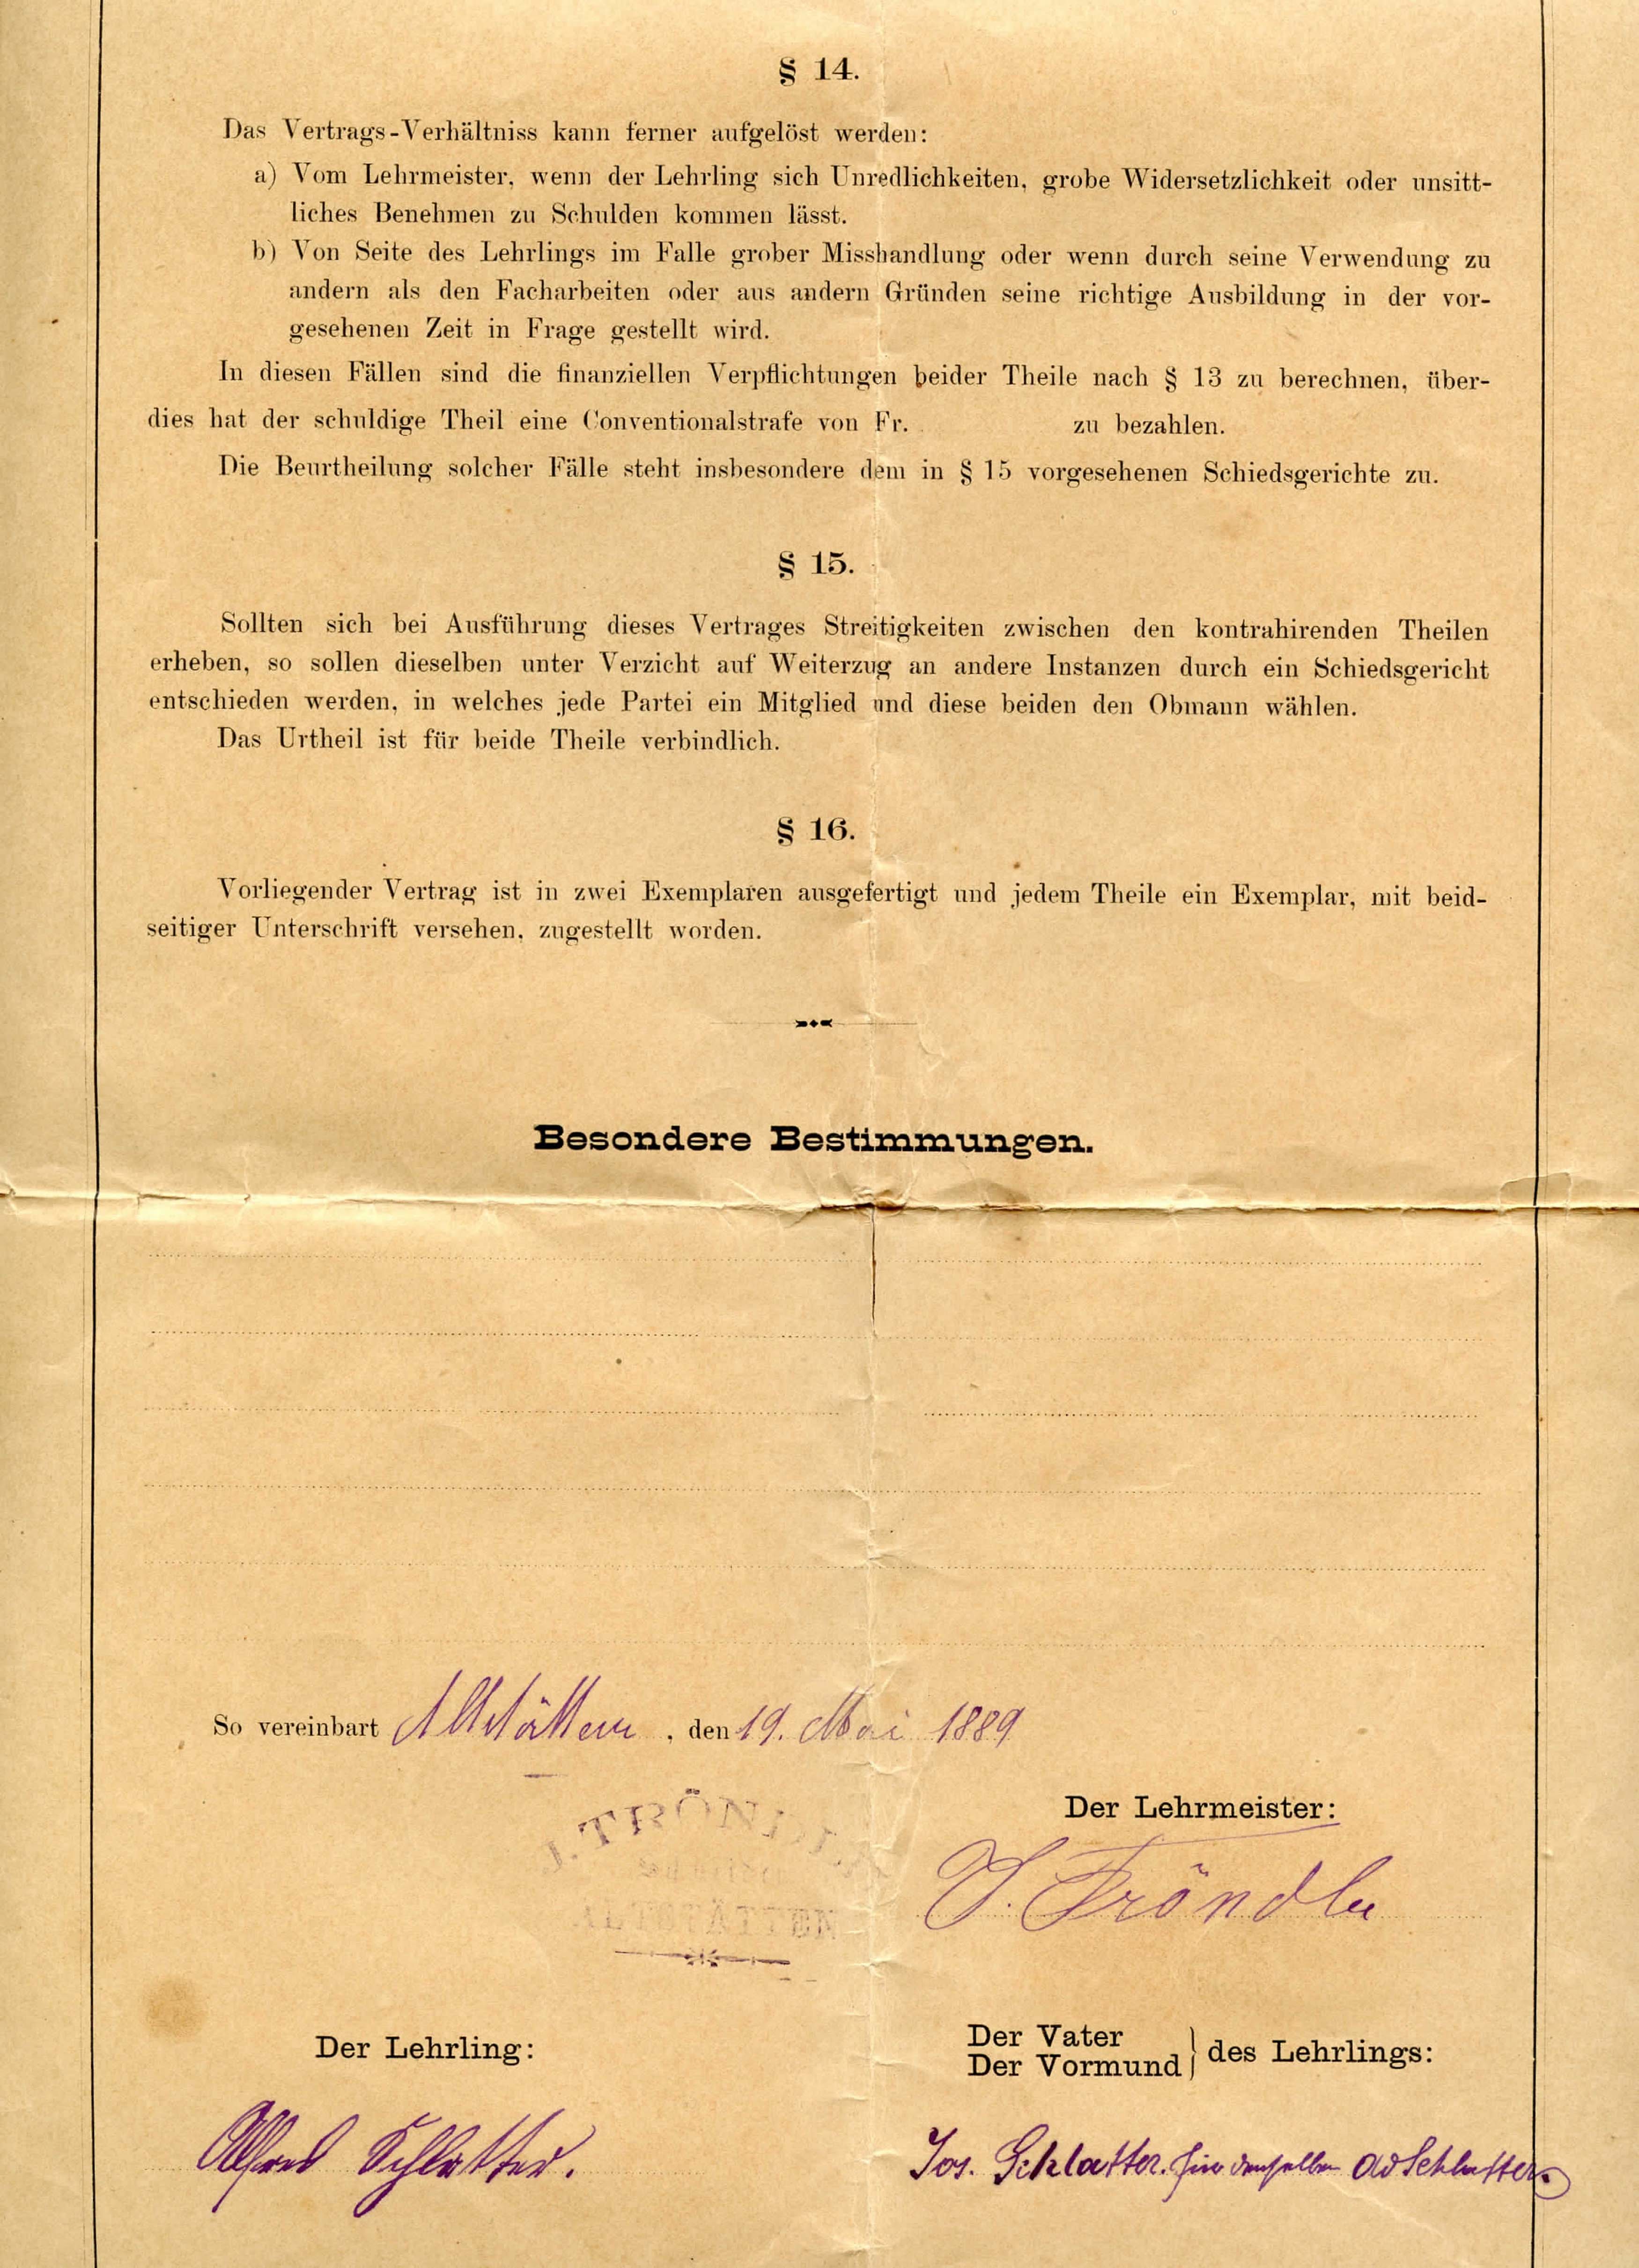 § 14.
Das Vertrags-Verhältniss kann ferner aufgelöst werden:
a) Vom Lehrmeister, wenn der Lehrling sich Unredlichkeiten, grobe Widersetzlichkeit oder unsitt-
liches Benehmen zu Schulden kommen lässt.
b) Von Seite des Lehrlings im Falle grober Misshandlung oder wenn durch seine Verwendung zu
andern als den Facharbeiten oder aus andern Gründen seine richtige Ausbildung in der vor-
gesehenen Zeit in Frage gestellt wird.
In diesen Fällen sind die finanziellen Verpflichtungen beider Theile nach § 13 zu berechnen, über-
dies hat der schuldige Theil eine Conventionalstrafe von Fr. zu bezahlen.
Die Beurtheilung solcher Fälle steht insbesondere dem in § 15 vorgesehenen Schiedsgerichte zu.
§ 15.
Sollten sich bei Ausführung dieses Vertrages Streitigkeiten zwischen den kontrahirenden Theilen
erheben, so sollen dieselben unter Verzicht auf Weiterzug an andere Instanzen durch ein Schiedsgericht
entschieden werden, in welches jede Partei ein Mitglied und diese beiden den Obmann wählen.
Das Urtheil ist für beide Theile verbindlich.
§ 16.
Vorliegender Vertrag ist in zwei Exemplaren ausgefertigt und jedem Theile ein Exemplar, mit beid-
seitiger Unterschrift versehen, zugestellt worden.
Besondere Bestimmungen.
So vereinbart Altstätten, den 19. Mai 1889
Der Lehrmeister:
J. Tröndle
Der Lehrling:
Der Vater
Der Vormund } des Lehrlings:
Alfred Schlatter.
Jos. Schlatter. für denselben Ad Schlatter